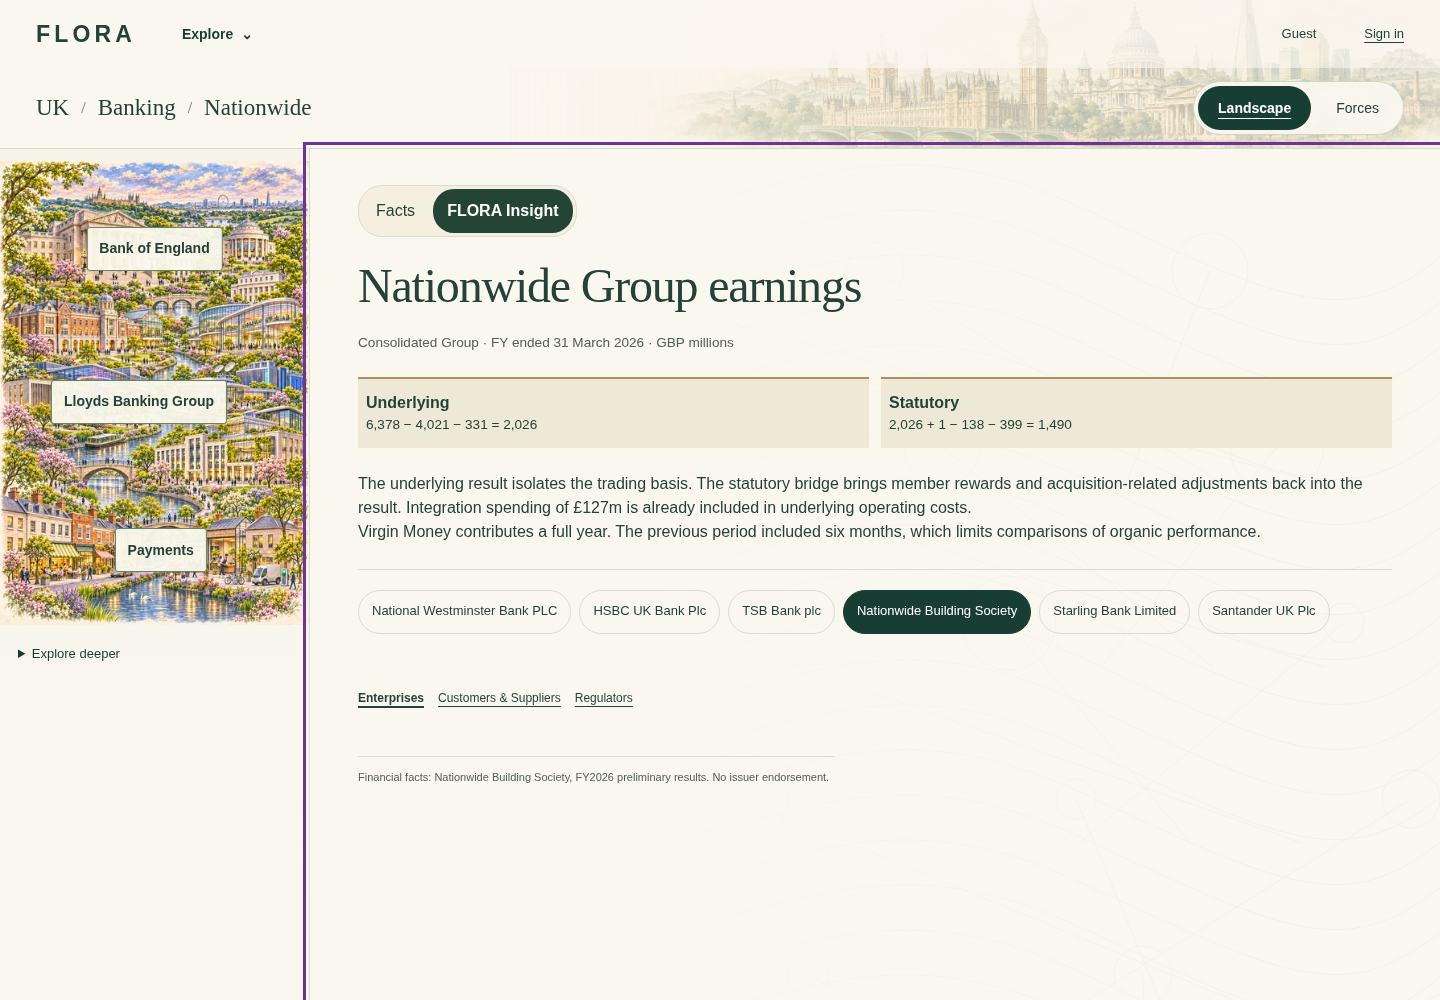 FLORA
Explore
Guest
Sign in
UK / Banking / Nationwide
Landscape
Forces
Bank of England
Lloyds Banking Group
Payments
Explore deeper
Facts
FLORA Insight
Nationwide Group earnings
Consolidated Group · FY ended 31 March 2026 · GBP millions
Underlying
6,378 − 4,021 − 331 = 2,026
Statutory
2,026 + 1 − 138 − 399 = 1,490
The underlying result isolates the trading basis. The statutory bridge brings member rewards and acquisition-related adjustments back into the
result. Integration spending of £127m is already included in underlying operating costs.
Virgin Money contributes a full year. The previous period included six months, which limits comparisons of organic performance.
National Westminster Bank PLC
HSBC UK Bank Plc
TSB Bank plc
Nationwide Building Society
Starling Bank Limited
Santander UK Plc
Enterprises
Customers & Suppliers
Regulators
Financial facts: Nationwide Building Society, FY2026 preliminary results. No issuer endorsement.